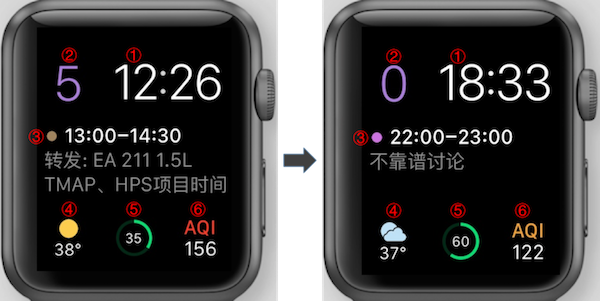 ② ①
5 12:26
③ 13:00–14:30
转发: EA 211 1.5L
TMAP、HPS项目时间
④ ⑤ ⑥
38° 35 AQI
156
② ①
0 18:33
③ 22:00–23:00
不靠谱讨论
④ ⑤ ⑥
37° 60 AQI
122